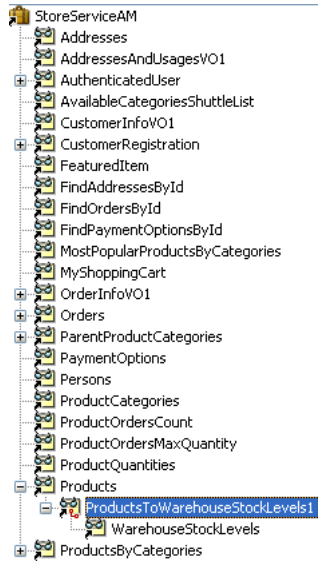 StoreServiceAM
Addresses
AddressesAndUsagesVO1
AuthenticatedUser
AvailableCategoriesShuttleList
CustomerInfoVO1
CustomerRegistration
FeaturedItem
FindAddressesById
FindOrdersById
FindPaymentOptionsById
MostPopularProductsByCategories
MyShoppingCart
OrderInfoVO1
Orders
ParentProductCategories
PaymentOptions
Persons
ProductCategories
ProductOrdersCount
ProductOrdersMaxQuantity
ProductQuantities
Products
ProductsToWarehouseStockLevels1
WarehouseStockLevels
ProductsByCategories